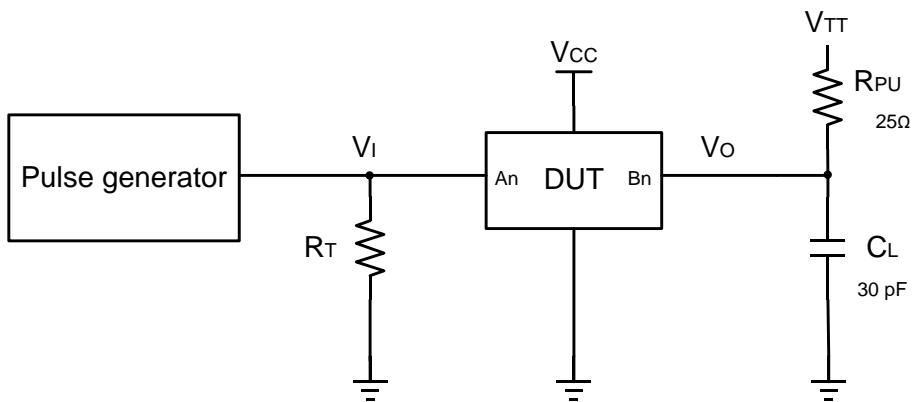 VTT
VCC
RPU
25Ω
VI
VO
Pulse generator
An
DUT
Bn
RT
CL
30 pF